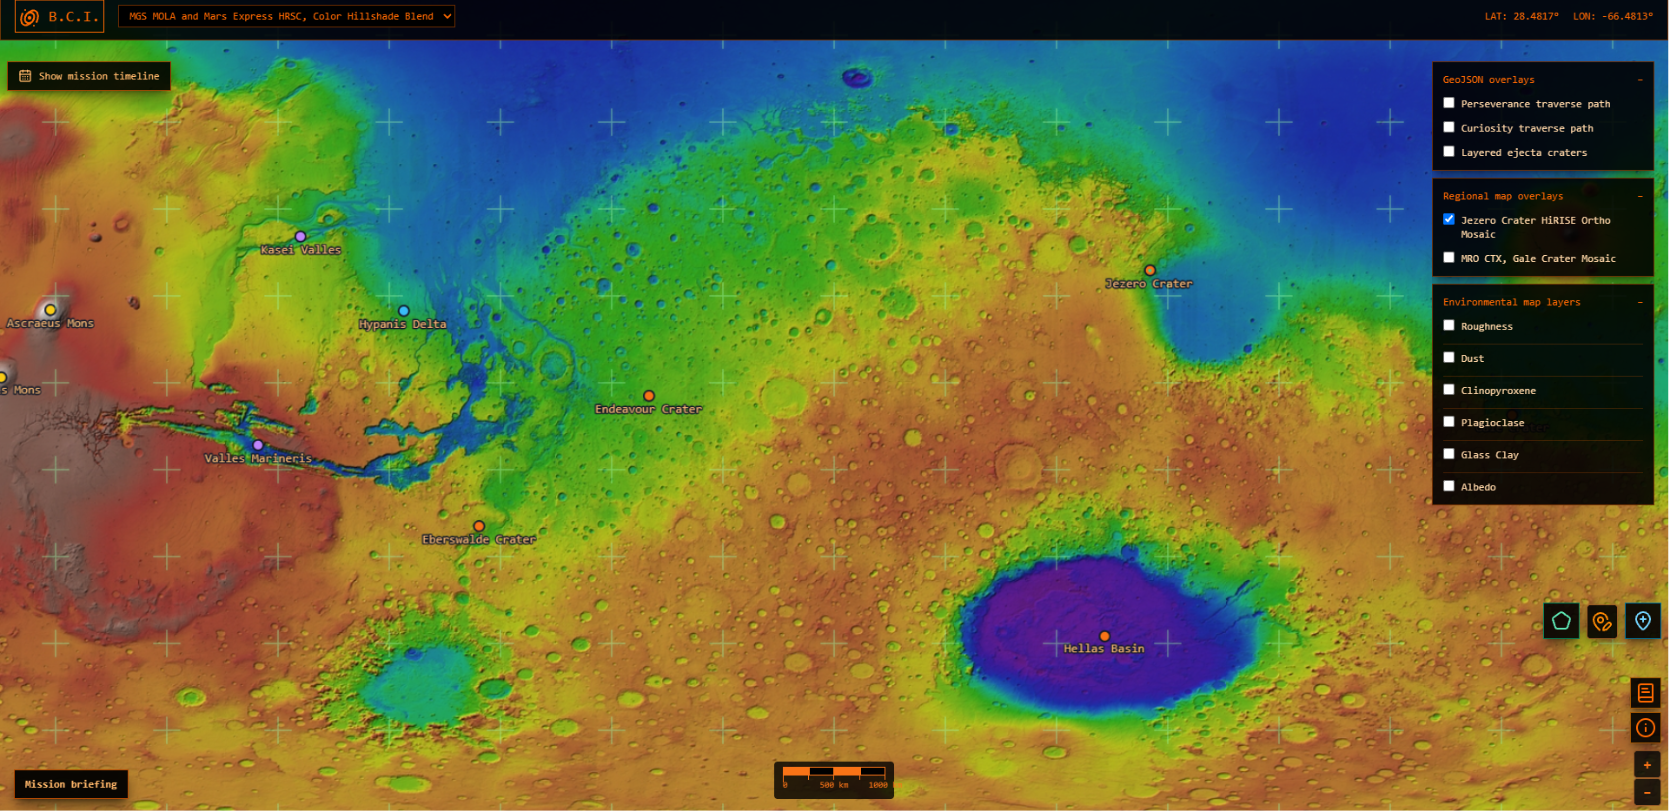 B.C.I.
MGS MOLA and Mars Express HRSC, Color Hillshade Blend
LAT: 28.4817° LON: -66.4813°
Show mission timeline
GeoJSON overlays −
Perseverance traverse path
Curiosity traverse path
Layered ejecta craters
Regional map overlays −
Jezero Crater HiRISE Ortho
Mosaic
MRO CTX, Gale Crater Mosaic
Environmental map layers −
Roughness
Dust
Clinopyroxene
Plagioclase
Glass Clay
Albedo
Kasei Valles
Jezero Crater
Ascraeus Mons
Hypanis Delta
s Mons
Endeavour Crater
Valles Marineris
Eberswalde Crater
Hellas Basin
Mission briefing
0 500 km 1000
+
−